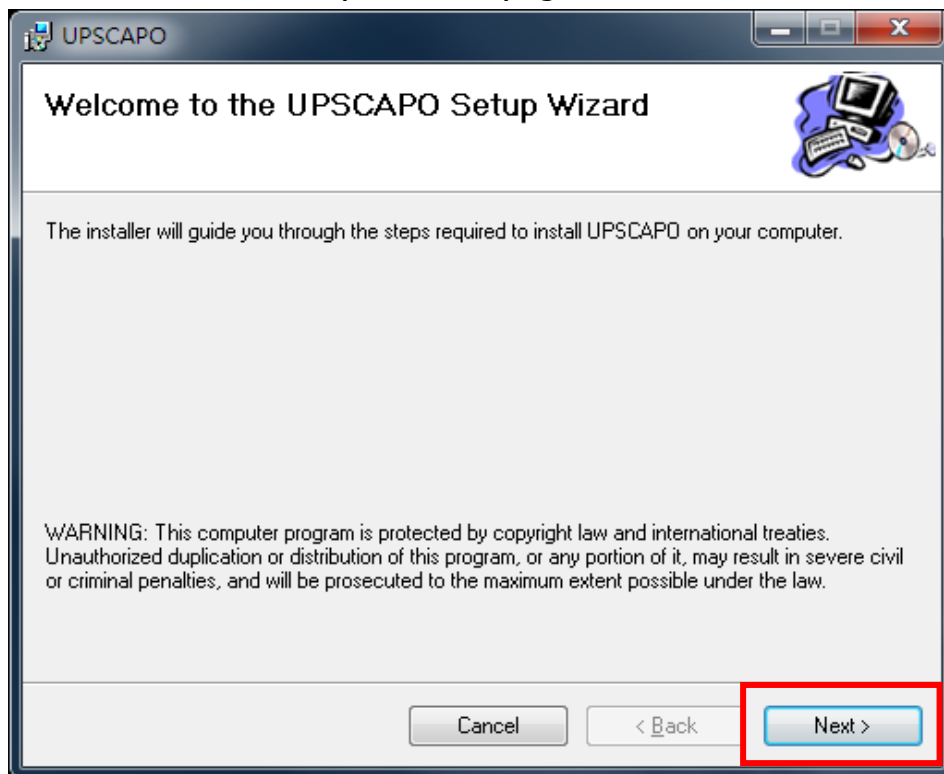 UPSCAPO
Welcome to the UPSCAPO Setup Wizard
The installer will guide you through the steps required to install UPSCAPO on your computer.
WARNING: This computer program is protected by copyright law and international treaties.
Unauthorized duplication or distribution of this program, or any portion of it, may result in severe civil
or criminal penalties, and will be prosecuted to the maximum extent possible under the law.
Cancel
< Back
Next >